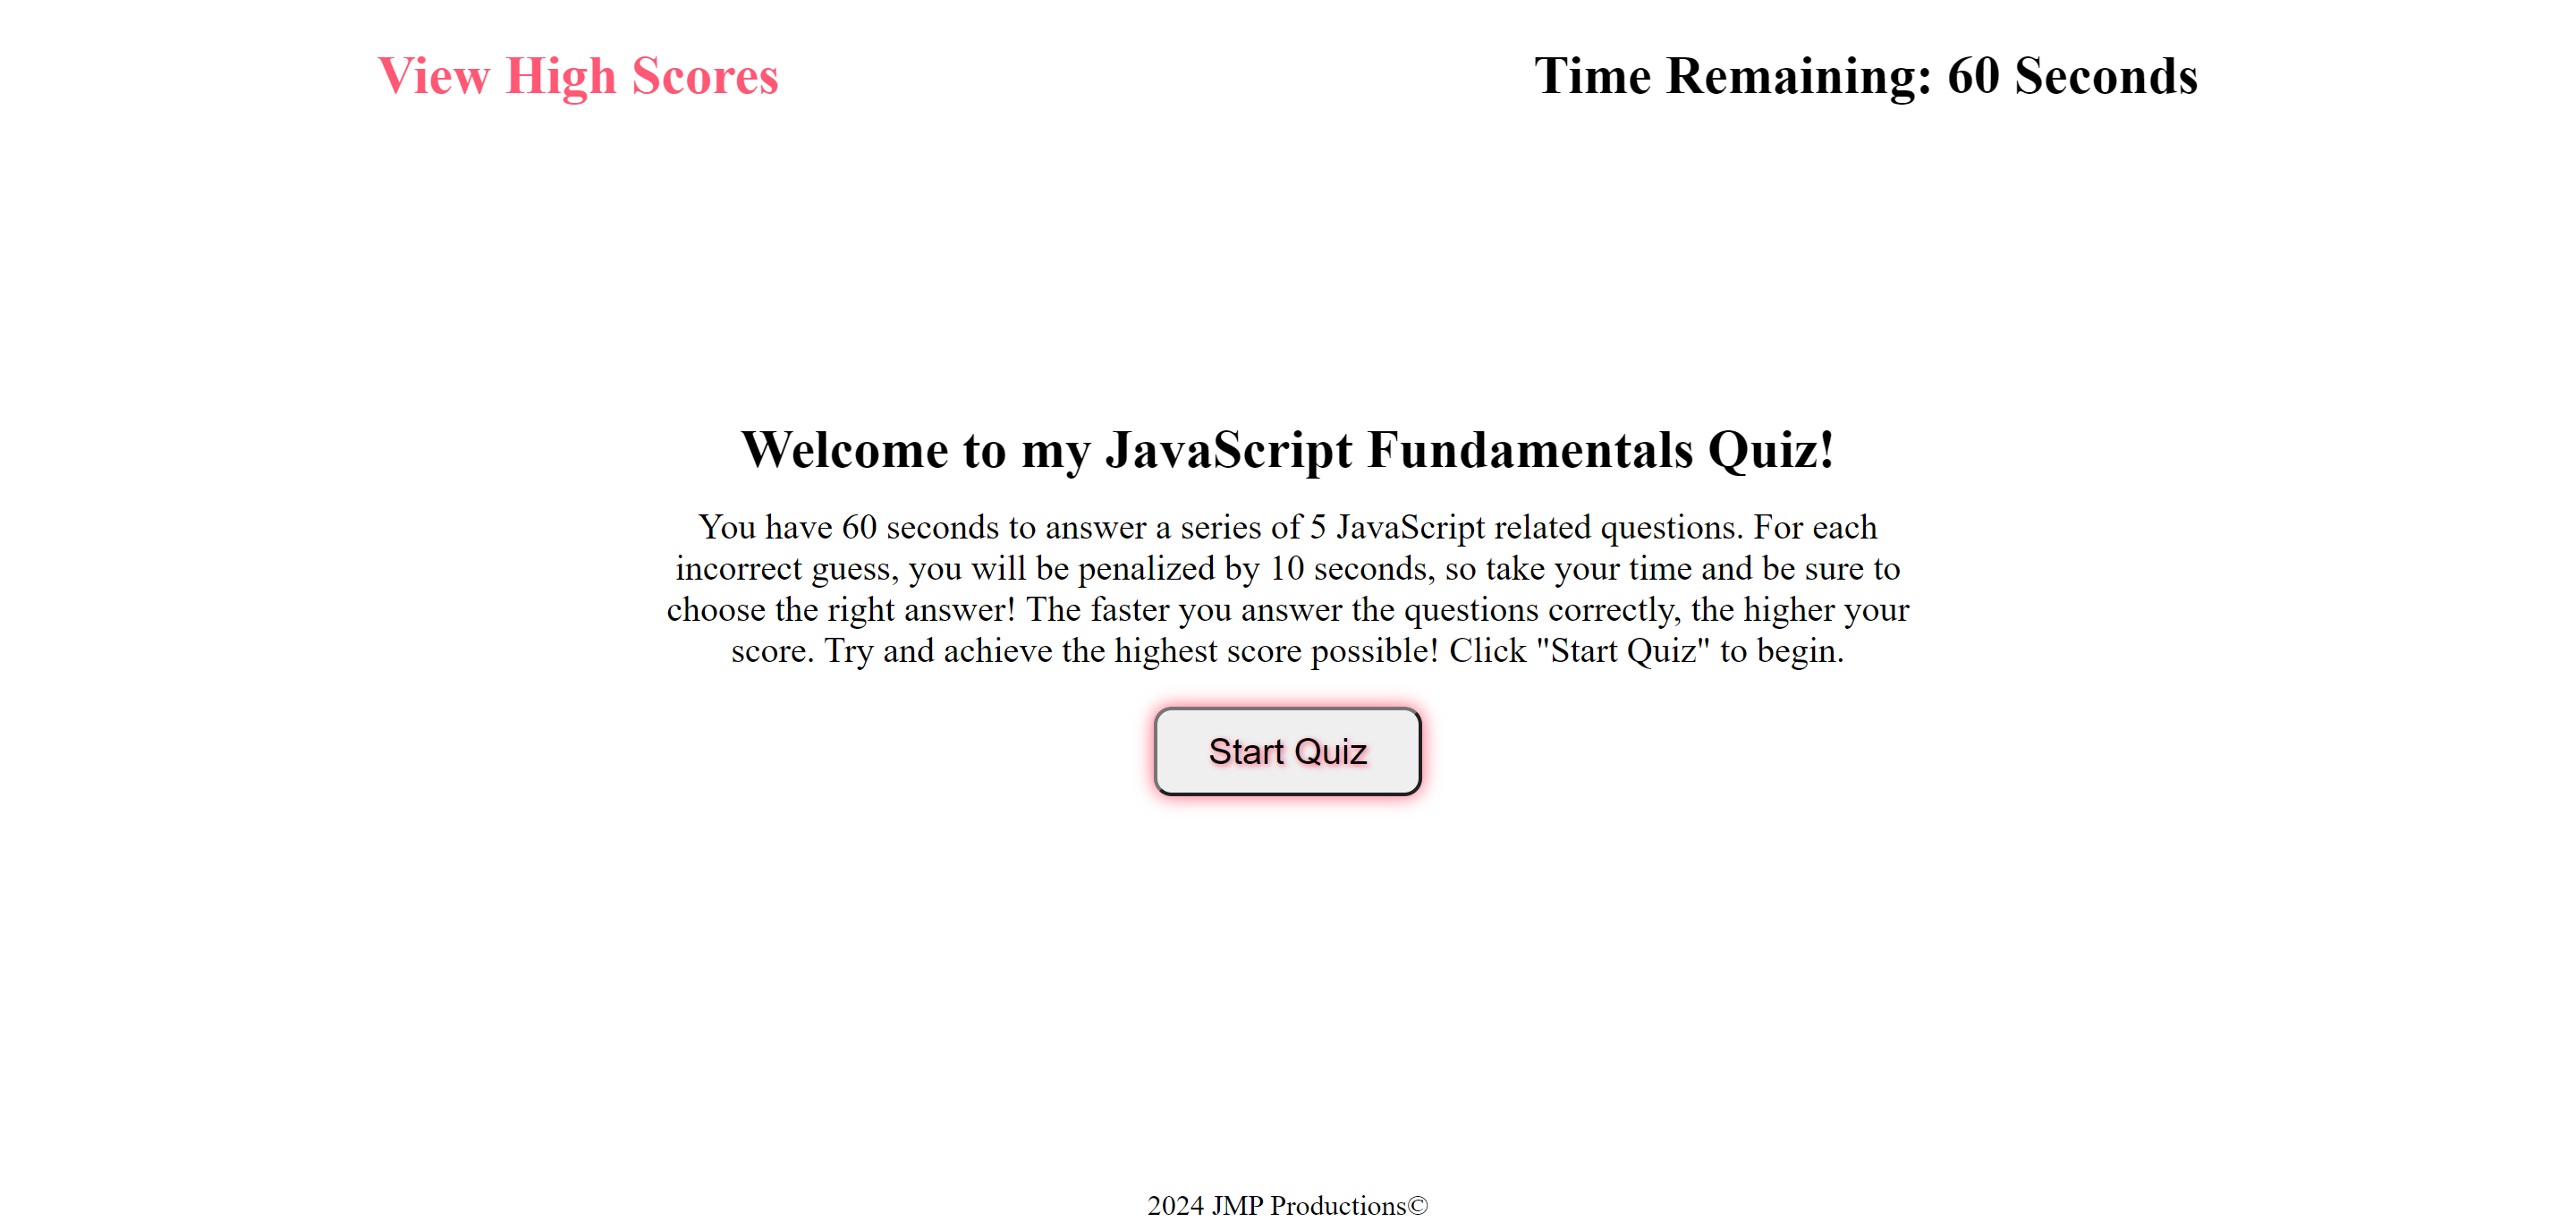 View High Scores
Time Remaining: 60 Seconds
Welcome to my JavaScript Fundamentals Quiz!
You have 60 seconds to answer a series of 5 JavaScript related questions. For each
incorrect guess, you will be penalized by 10 seconds, so take your time and be sure to
choose the right answer! The faster you answer the questions correctly, the higher your
score. Try and achieve the highest score possible! Click "Start Quiz" to begin.
Start Quiz
2024 JMP Productions©